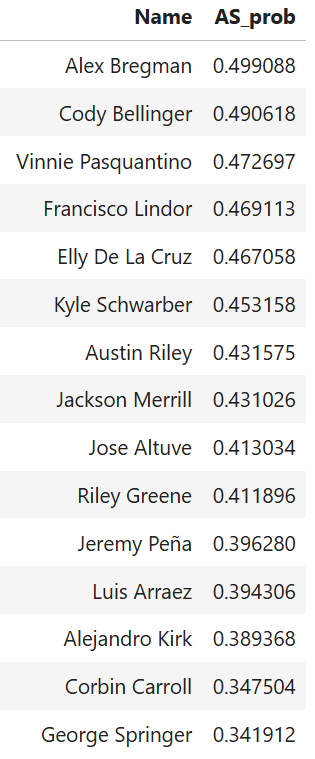 Name AS_prob
Alex Bregman 0.499088
Cody Bellinger 0.490618
Vinnie Pasquantino 0.472697
Francisco Lindor 0.469113
Elly De La Cruz 0.467058
Kyle Schwarber 0.453158
Austin Riley 0.431575
Jackson Merrill 0.431026
Jose Altuve 0.413034
Riley Greene 0.411896
Jeremy Peña 0.396280
Luis Arraez 0.394306
Alejandro Kirk 0.389368
Corbin Carroll 0.347504
George Springer 0.341912